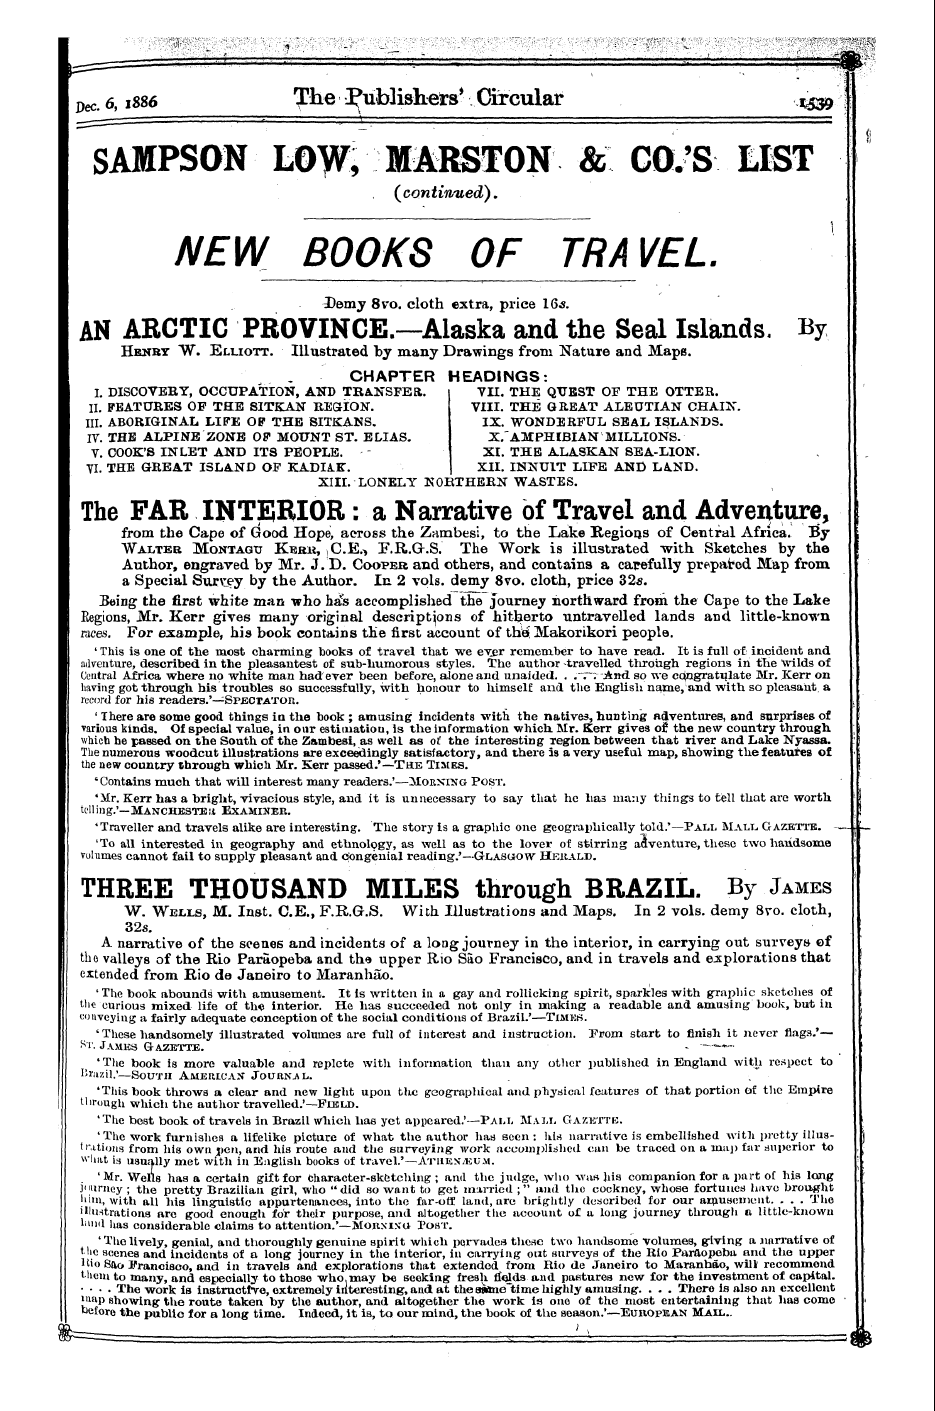 Dec. 6, 1886 The Publishers' Circular 1539
SAMPSON LOW, MARSTON & CO.'S LIST
(continued).
NEW BOOKS OF TRAVEL.
Demy 8vo. cloth extra, price 16s.
AN ARCTIC PROVINCE.—Alaska and the Seal Islands. By
HENRY W. ELLIOTT. Illustrated by many Drawings from Nature and Maps.
CHAPTER HEADINGS:
I. DISCOVERY, OCCUPATION, AND TRANSFER.
II. FEATURES OF THE SITKAN REGION.
III. ABORIGINAL LIFE OF THE SITKANS.
IV. THE ALPINE ZONE OF MOUNT ST. ELIAS.
V. COOK'S INLET AND ITS PEOPLE.
VI. THE GREAT ISLAND OF KADIAK.
VII. THE QUEST OF THE OTTER.
VIII. THE GREAT ALEUTIAN CHAIN.
IX. WONDERFUL SEAL ISLANDS.
X. AMPHIBIAN MILLIONS.
XI. THE ALASKAN SEA-LION.
XII. INNUIT LIFE AND LAND.
XIII. LONELY NORTHERN WASTES.
The FAR INTERIOR: a Narrative of Travel and Adventure,
from the Cape of Good Hope, across the Zambesi, to the Lake Regions of Central Africa. By
WALTER MONTAGU KERR, C.E., F.R.G.S. The Work is illustrated with Sketches by the
Author, engraved by Mr. J. D. COOPER and others, and contains a carefully prepared Map from
a Special Survey by the Author. In 2 vols. demy 8vo. cloth, price 32s.
Being the first white man who has accomplished the journey northward from the Cape to the Lake
Regions, Mr. Kerr gives many original descriptions of hitherto untravelled lands and little-known
races. For example, his book contains the first account of the Makorikori people.
'This is one of the most charming books of travel that we ever remember to have read. It is full of incident and
adventure, described in the pleasantest of sub-humorous styles. The author travelled through regions in the wilds of
Central Africa where no white man had ever been before, alone and unaided. . . . And so we congratulate Mr. Kerr on
having got through his troubles so successfully, with honour to himself and the English name, and with so pleasant a
record for his readers.'—SPECTATOR.
'There are some good things in the book; amusing incidents with the natives, hunting adventures, and surprises of
various kinds. Of special value, in our estimation, is the information which Mr. Kerr gives of the new country through
which he passed on the South of the Zambesi, as well as of the interesting region between that river and Lake Nyassa.
The numerous woodcut illustrations are exceedingly satisfactory, and there is a very useful map, showing the features of
the new country through which Mr. Kerr passed.'—THE TIMES.
'Contains much that will interest many readers.'—MORNING POST.
'Mr. Kerr has a bright, vivacious style, and it is unnecessary to say that he has many things to tell that are worth
telling.'—MANCHESTER EXAMINER.
'Traveller and travels alike are interesting. The story is a graphic one geographically told.'—PALL MALL GAZETTE.
'To all interested in geography and ethnology, as well as to the lover of stirring adventure, these two handsome
volumes cannot fail to supply pleasant and congenial reading.'—GLASGOW HERALD.
THREE THOUSAND MILES through BRAZIL. By JAMES
W. WELLS, M. Inst. C.E., F.R.G.S. With Illustrations and Maps. In 2 vols. demy 8vo. cloth,
32s.
A narrative of the scenes and incidents of a long journey in the interior, in carrying out surveys of
the valleys of the Rio Parãopeba and the upper Rio São Francisco, and in travels and explorations that
extended from Rio de Janeiro to Maranhão.
'The book abounds with amusement. It is written in a gay and rollicking spirit, sparkles with graphic sketches of
the curious mixed life of the interior. He has succeeded not only in making a readable and amusing book, but in
conveying a fairly adequate conception of the social conditions of Brazil.'—TIMES.
'These handsomely illustrated volumes are full of interest and instruction. From start to finish it never flags.'—
ST. JAMES GAZETTE.
'The book is more valuable and replete with information than any other published in England with respect to
Brazil.'—SOUTH AMERICAN JOURNAL.
'This book throws a clear and new light upon the geographical and physical features of that portion of the Empire
through which the author travelled.'—FIELD.
'The best book of travels in Brazil which has yet appeared.'—PALL MALL GAZETTE.
'The work furnishes a lifelike picture of what the author has seen: his narrative is embellished with pretty illus-
trations from his own pen, and his route and the surveying work accomplished can be traced on a map far superior to
what is usually met with in English books of travel.'—ATHENÆUM.
'Mr. Wells has a certain gift for character-sketching; and the judge, who was his companion for a part of his long
journey; the pretty Brazilian girl, who "did so want to get married;" and the cockney, whose fortunes have brought
him, with all his linguistic appurtenances, into the far-off land, are brightly described for our amusement. . . . The
illustrations are good enough for their purpose, and altogether the account of a long journey through a little-known
land has considerable claims to attention.'—MORNING POST.
'The lively, genial, and thoroughly genuine spirit which pervades these two handsome volumes, giving a narrative of
the scenes and incidents of a long journey in the interior, in carrying out surveys of the Rio Parãopeba and the upper
Rio São Francisco, and in travels and explorations that extended from Rio de Janeiro to Maranhão, will recommend
them to many, and especially to those who may be seeking fresh fields and pastures new for the investment of capital.
. . . . The work is instructive, extremely interesting, and at the same time highly amusing. . . . There is also an excellent
map showing the route taken by the author, and altogether the work is one of the most entertaining that has come
before the public for a long time. Indeed, it is, to our mind, the book of the season.'—EUROPEAN MAIL.